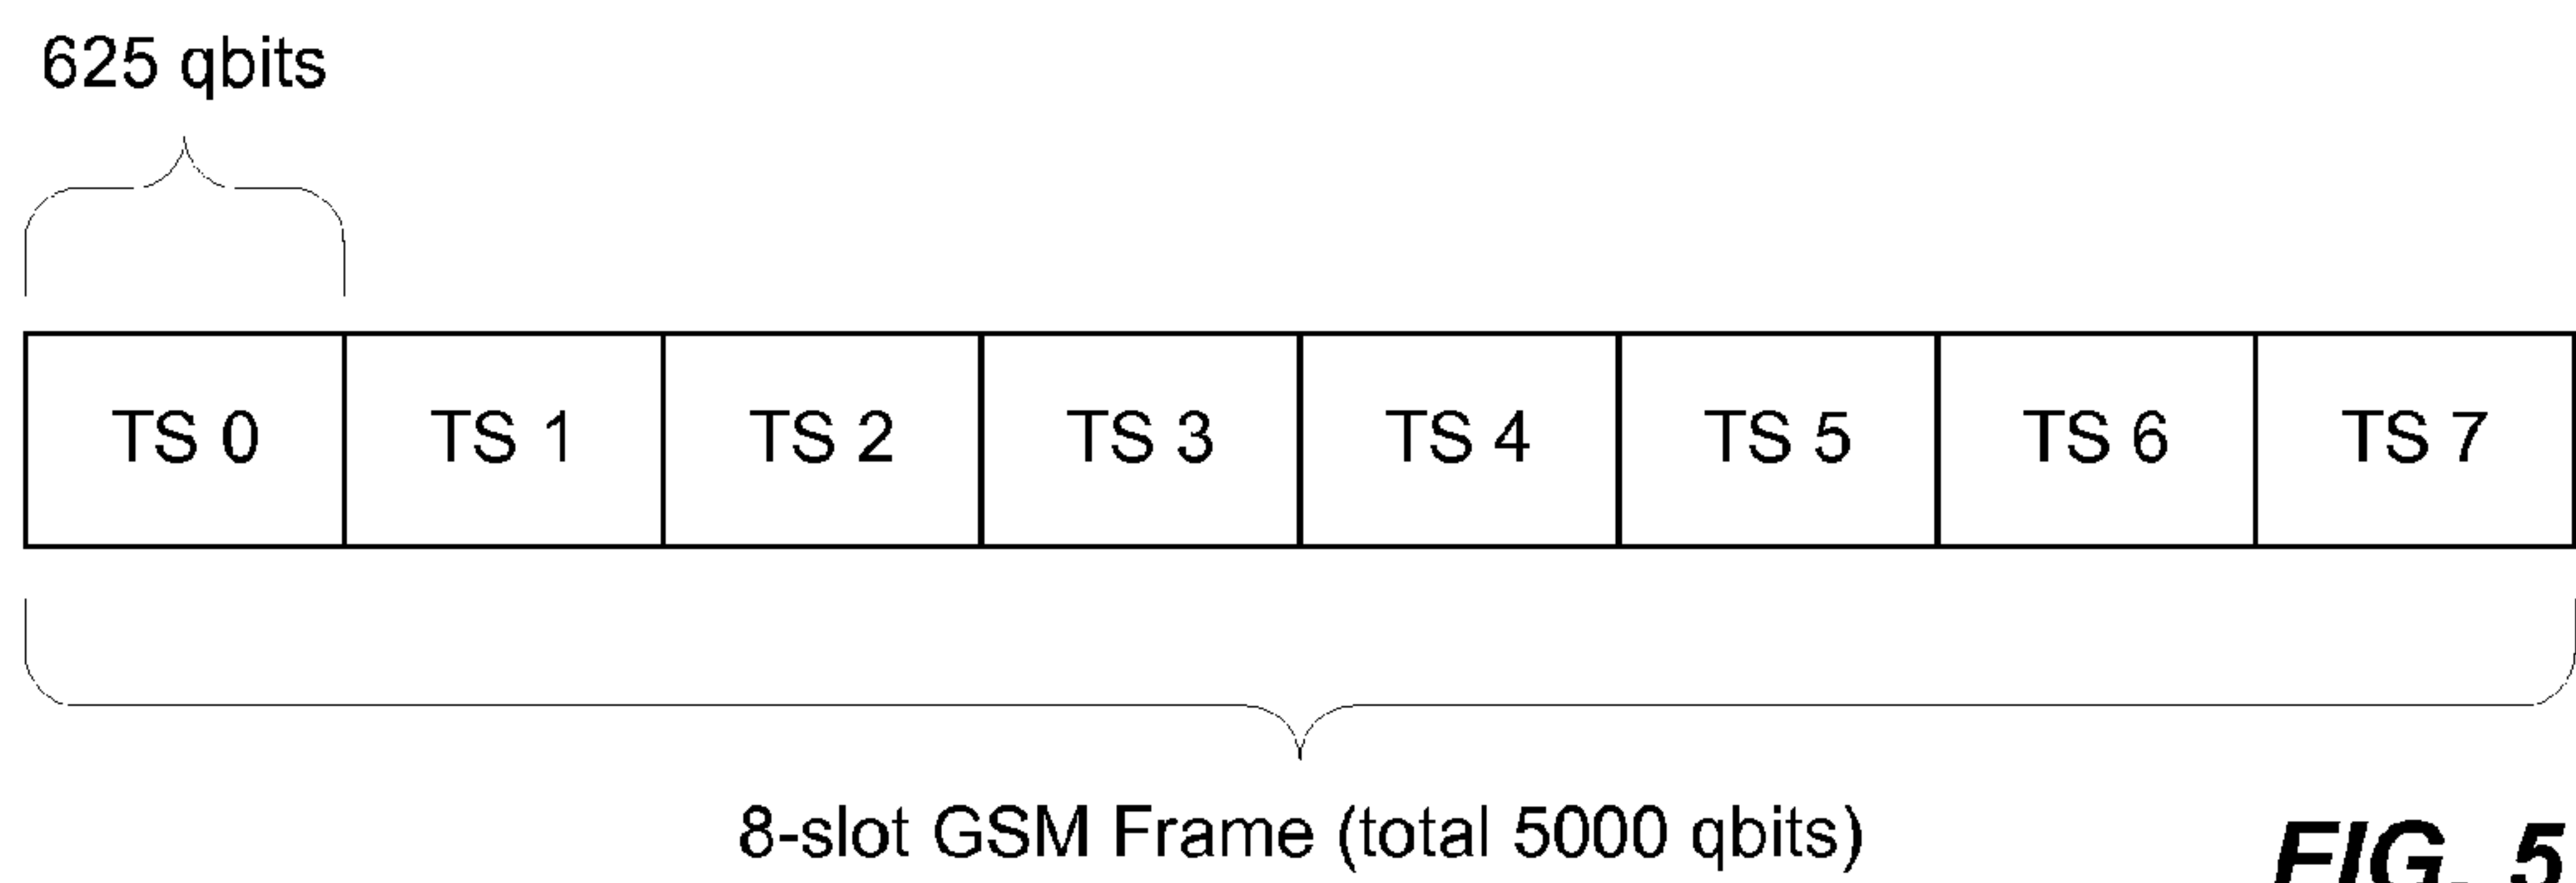 625 qbits
TS 0 TS 1 TS 2 TS 3 TS 4 TS 5 TS 6 TS 7
8-slot GSM Frame (total 5000 qbits)
FIG. 5